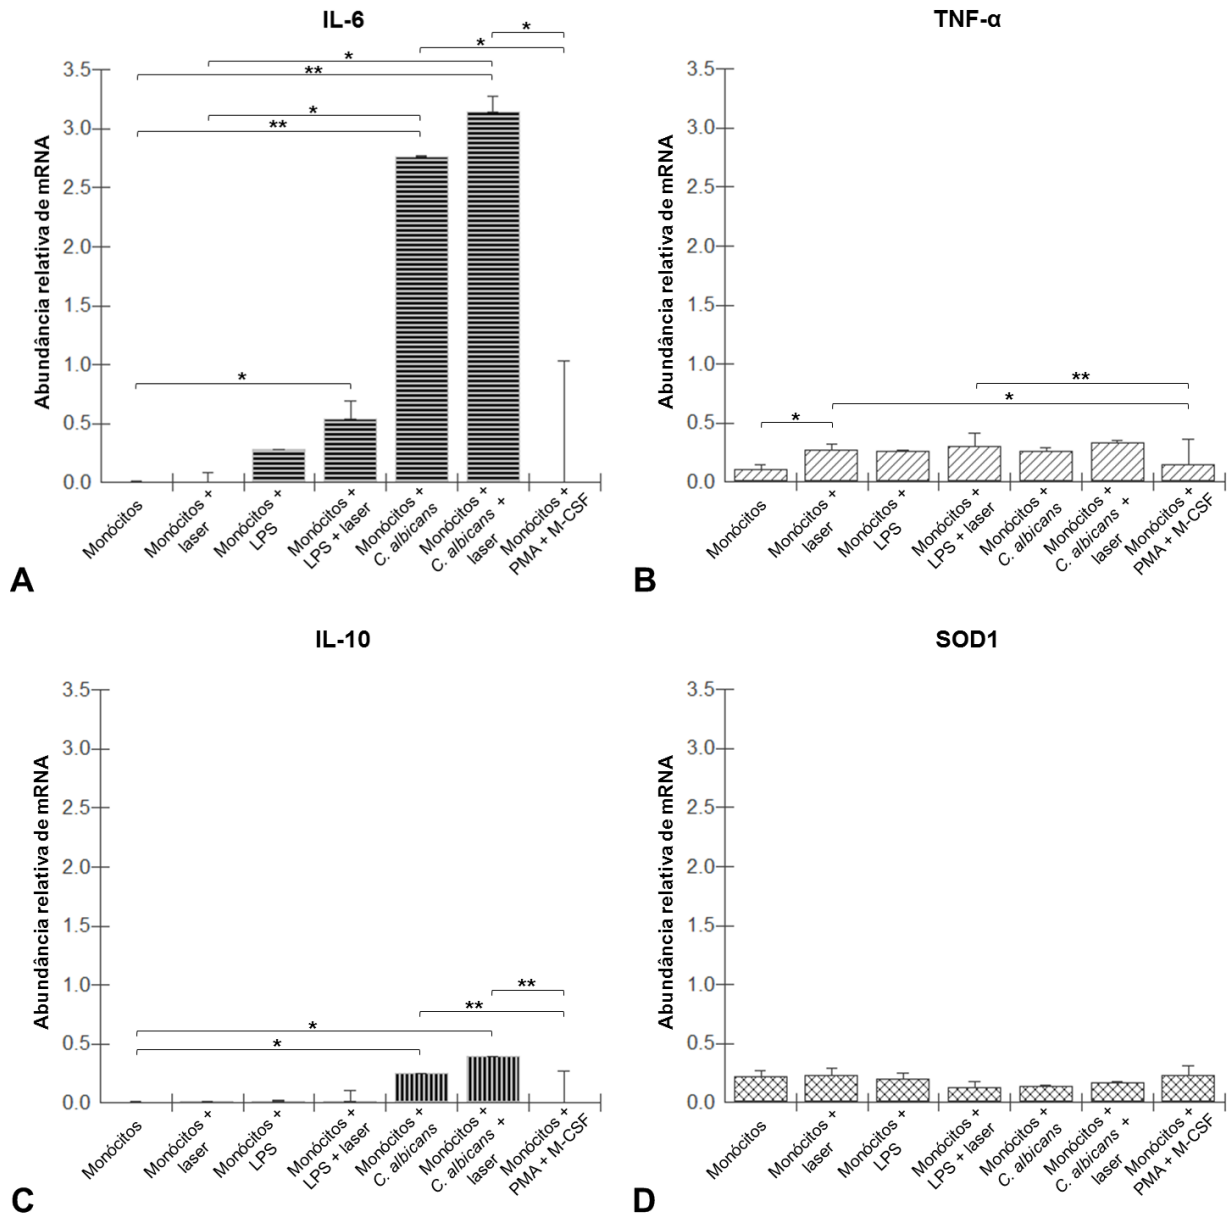 IL-6
*
*
*
**
*
**
*
3.5
3.0
2.5
2.0
1.5
1.0
0.5
0.0
Abundância relativa de mRNA
Monócitos
Monócitos +
laser
Monócitos +
LPS
Monócitos +
LPS + laser
Monócitos +
C. albicans
Monócitos +
C. albicans +
laser
Monócitos +
PMA + M-CSF
A
TNF-α
3.5
3.0
2.5
2.0
1.5
1.0
0.5
0.0
Abundância relativa de mRNA
**
*
*
Monócitos
Monócitos +
laser
Monócitos +
LPS
Monócitos +
LPS + laser
Monócitos +
C. albicans
Monócitos +
C. albicans +
laser
Monócitos +
PMA + M-CSF
B
IL-10
3.5
3.0
2.5
2.0
1.5
1.0
0.5
0.0
Abundância relativa de mRNA
**
**
*
*
Monócitos
Monócitos +
laser
Monócitos +
LPS
Monócitos +
LPS + laser
Monócitos +
C. albicans
Monócitos +
C. albicans +
laser
Monócitos +
PMA + M-CSF
C
SOD1
3.5
3.0
2.5
2.0
1.5
1.0
0.5
0.0
Abundância relativa de mRNA
Monócitos
Monócitos +
laser
Monócitos +
LPS
Monócitos +
LPS + laser
Monócitos +
C. albicans
Monócitos +
C. albicans +
laser
Monócitos +
PMA + M-CSF
D